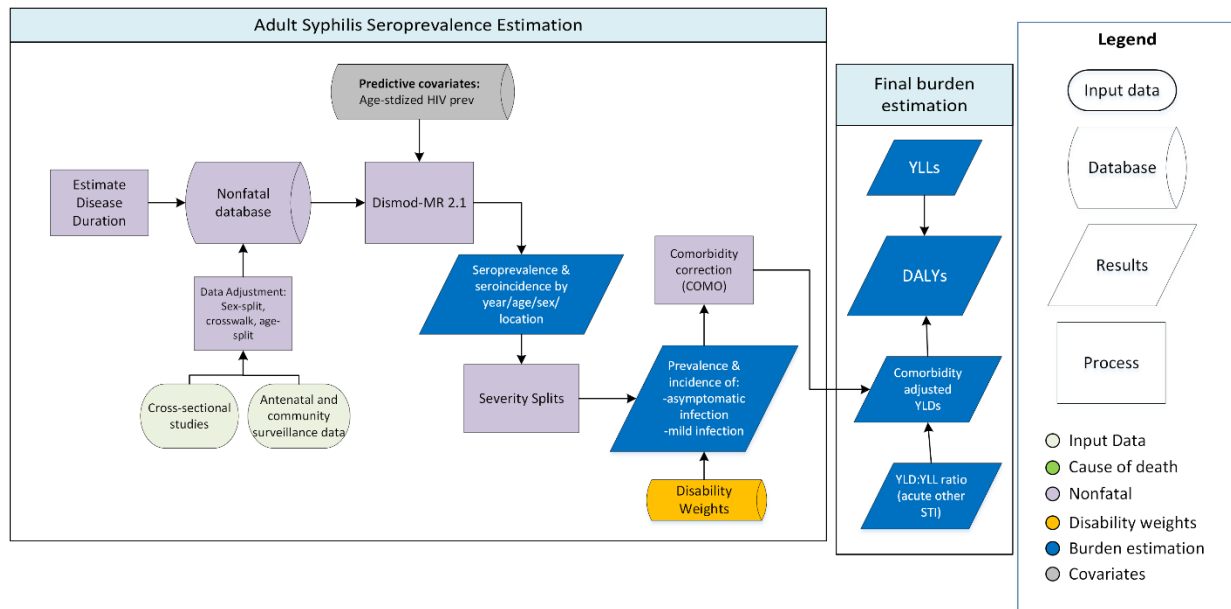 Adult Syphilis Seroprevalence Estimation
Predictive covariates:
Age-stdized HIV prev
Estimate
Disease
Duration
Nonfatal
database
Dismod-MR 2.1
Data Adjustment:
Sex-split,
crosswalk, age-
split
Cross-sectional
studies
Antenatal and
community
surveillance data
Seroprevalence &
seroincidence by
year/age/sex/
location
Severity Splits
Comorbidity
correction
(COMO)
Prevalence &
incidence of:
-asymptomatic
infection
-mild infection
Disability
Weights
Final burden
estimation
YLLs
DALYs
Comorbidity
adjusted
YLDs
YLD:YLL ratio
(acute other
STI)
Legend
Input data
Database
Results
Process
Input Data
Cause of death
Nonfatal
Disability weights
Burden estimation
Covariates